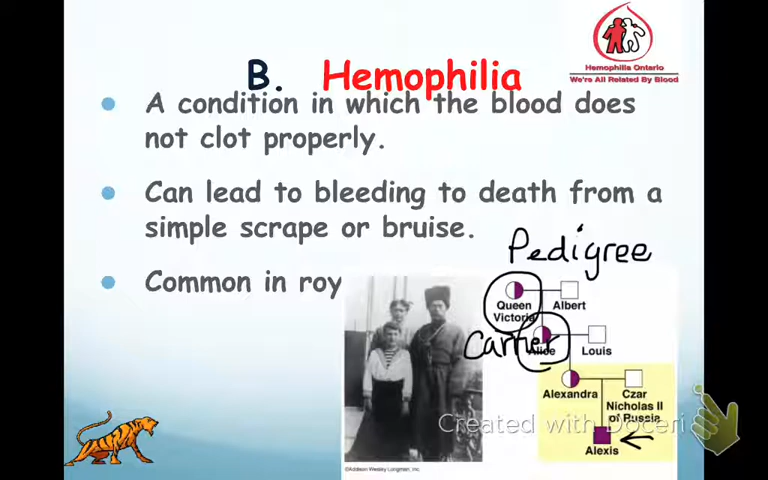 Hemophilia Ontario
We're All Related By Blood
B. Hemophilia
A condition in which the blood does
not clot properly.
Can lead to bleeding to death from a
simple scrape or bruise.
Pedigree
Common in roy
Queen
Victoria
Albert
Carrier
Alice
Louis
Alexandra
Czar
Nicholas II
of Russia
Created with Doceri
Alexis
©Addison Wesley Longman, Inc.